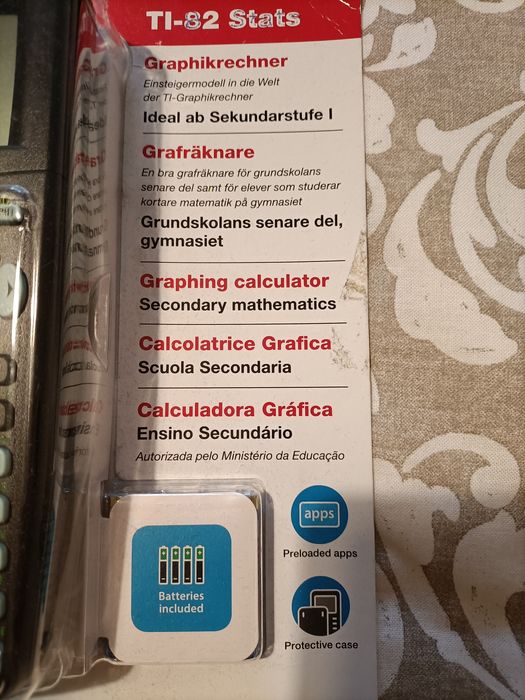 TI-82 Stats
Graphikrechner
Einsteigermodell in die Welt
der TI-Graphikrechner
Ideal ab Sekundarstufe I
Grafräknare
En bra grafräknare för grundskolans
senare del samt för elever som studerar
kortare matematik på gymnasiet
Grundskolans senare del,
gymnasiet
Graphing calculator
Secondary mathematics
Calcolatrice Grafica
Scuola Secondaria
Calculadora Gráfica
Ensino Secundário
Autorizada pelo Ministério da Educação
apps
Preloaded apps
Batteries
included
Protective case